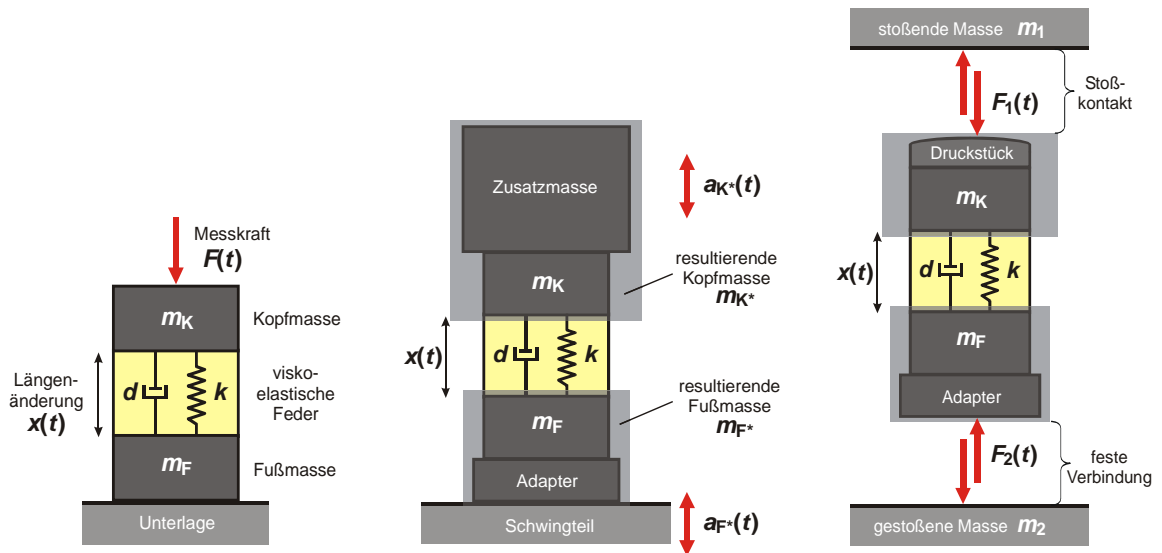 Messkraft
F(t)
mK
Kopfmasse
Längen-
änderung
x(t)
d
k
visko-
elastische
Feder
mF
Fußmasse
Unterlage
Zusatzmasse
aK*(t)
mK
resultierende
Kopfmasse
mK*
x(t)
d
k
mF
resultierende
Fußmasse
mF*
Adapter
Schwingteil
aF*(t)
stoßende Masse m1
F1(t)
Stoß-
kontakt
Druckstück
mK
x(t)
d
k
mF
Adapter
F2(t)
feste
Verbindung
gestoßene Masse m2